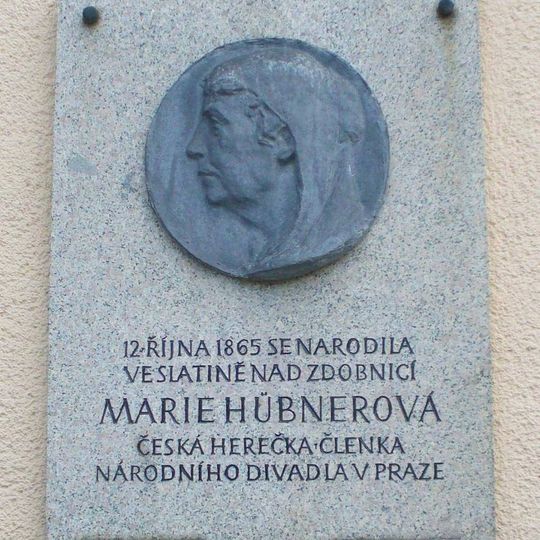 12·ŘÍJNA 1865 SE NARODILA
VE SLATINĚ NAD ZDOBNICÍ
MARIE HÜBNEROVÁ
ČESKÁ HEREČKA·ČLENKA
NÁRODNÍHO DIVADLA V PRAZE